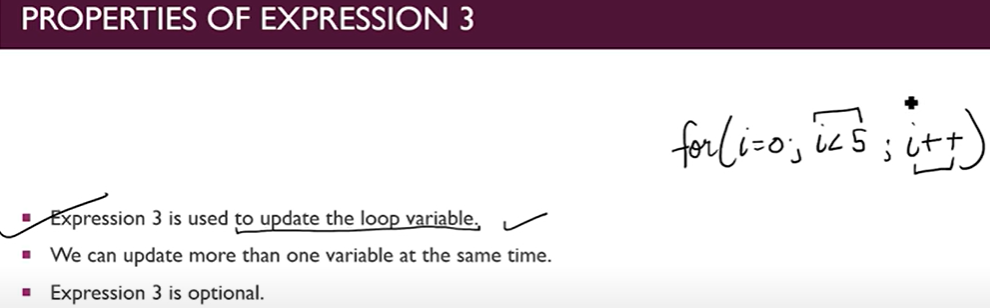 PROPERTIES OF EXPRESSION 3
for(i=0; i<5 ; i++)
▪ Expression 3 is used to update the loop variable.
▪ We can update more than one variable at the same time.
▪ Expression 3 is optional.